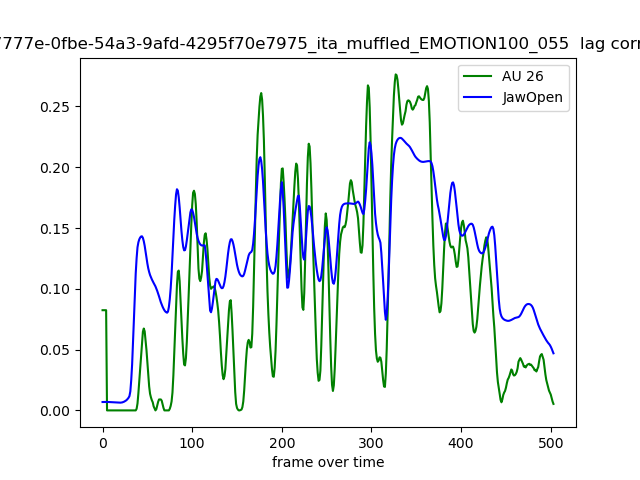 7777e-0fbe-54a3-9afd-4295f70e7975_ita_muffled_EMOTION100_055 lag corr
AU 26
JawOpen
0.25
0.20
0.15
0.10
0.05
0.00
0 100 200 300 400 500
frame over time